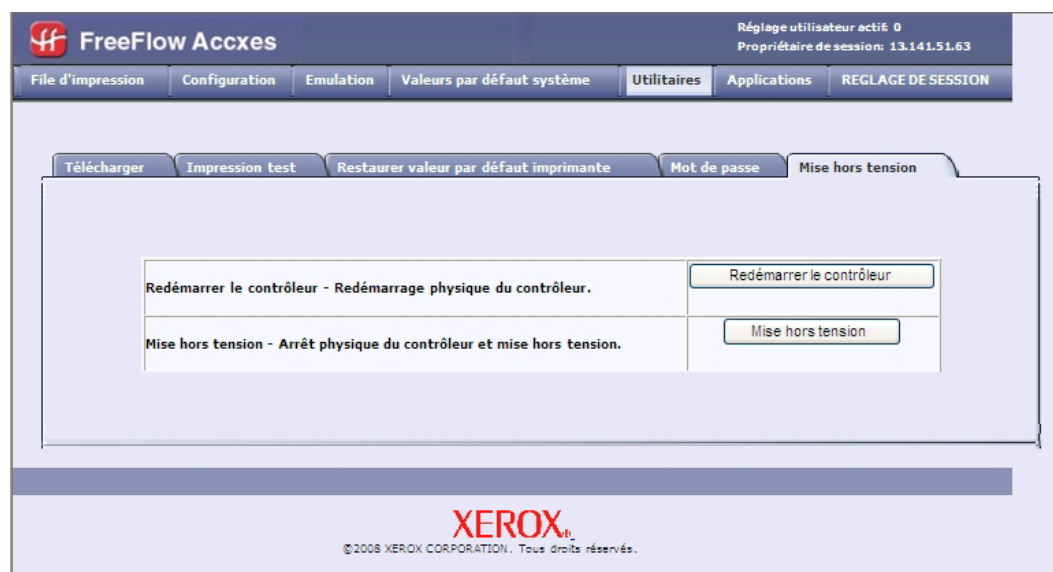 FreeFlow Accxes
Réglage utilisateur actif: 0
Propriétaire de session: 13.141.51.63
File d'impression Configuration Emulation Valeurs par défaut système Utilitaires Applications REGLAGE DE SESSION
Télécharger Impression test Restaurer valeur par défaut imprimante Mot de passe Mise hors tension
Redémarrer le contrôleur - Redémarrage physique du contrôleur. Redémarrer le contrôleur
Mise hors tension - Arrêt physique du contrôleur et mise hors tension. Mise hors tension
XEROX®
©2008 XEROX CORPORATION. Tous droits réservés.